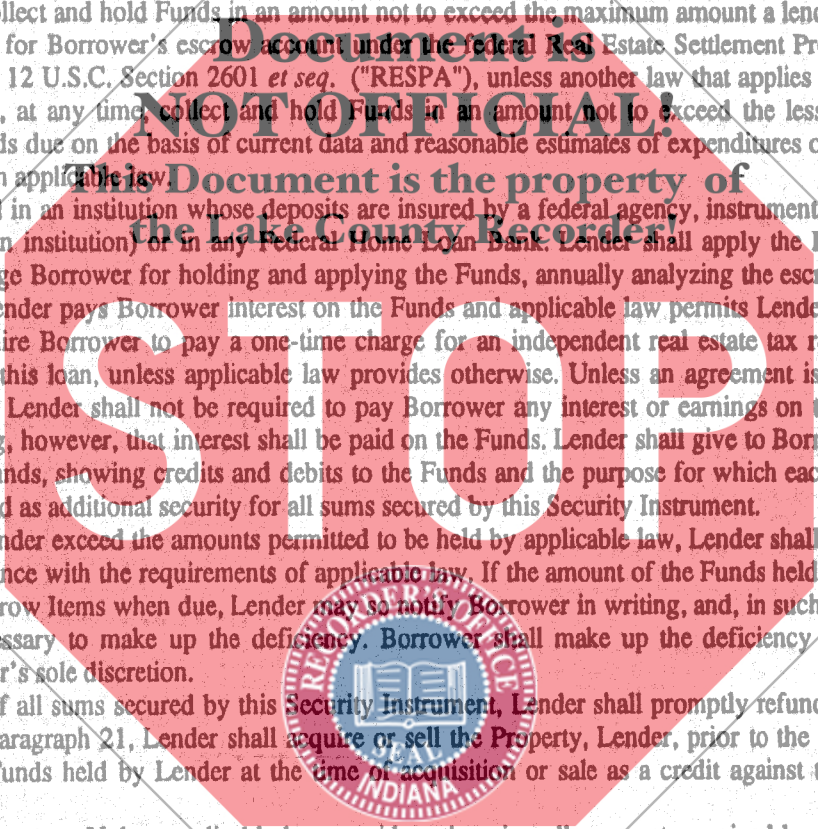 ollect and hold Funds in an amount not to exceed the maximum amount a lend
Document is
for Borrower's escrow account under the federal Real Estate Settlement Pr
12 U.S.C. Section 2601 et seq. ("RESPA"), unless another law that applies
NOT OFFICIAL!
, at any time, collect and hold Funds in an amount not to exceed the less
ds due on the basis of current data and reasonable estimates of expenditures o
This Document is the property of
n applicable law.
in an institution whose deposits are insured by a federal agency, instrument
the Lake County Recorder!
n institution) or in any Federal Home Loan Bank. Lender shall apply the
ge Borrower for holding and applying the Funds, annually analyzing the escr
ender pays Borrower interest on the Funds and applicable law permits Lende
STOP
ire Borrower to pay a one-time charge for an independent real estate tax r
this loan, unless applicable law provides otherwise. Unless an agreement is
Lender shall not be required to pay Borrower any interest or earnings on t
g, however, that interest shall be paid on the Funds. Lender shall give to Borr
unds, showing credits and debits to the Funds and the purpose for which eac
d as additional security for all sums secured by this Security Instrument.
nder exceed the amounts permitted to be held by applicable law, Lender shall
nce with the requirements of applicable law. If the amount of the Funds held
row Items when due, Lender may so notify Borrower in writing, and, in such
essary to make up the deficiency. Borrower shall make up the deficiency
r's sole discretion.
RECORDER'S OFFICE
SEAL
INDIANA
f all sums secured by this Security Instrument, Lender shall promptly refund
aragraph 21, Lender shall acquire or sell the Property, Lender, prior to the
Funds held by Lender at the time of acquisition or sale as a credit against t